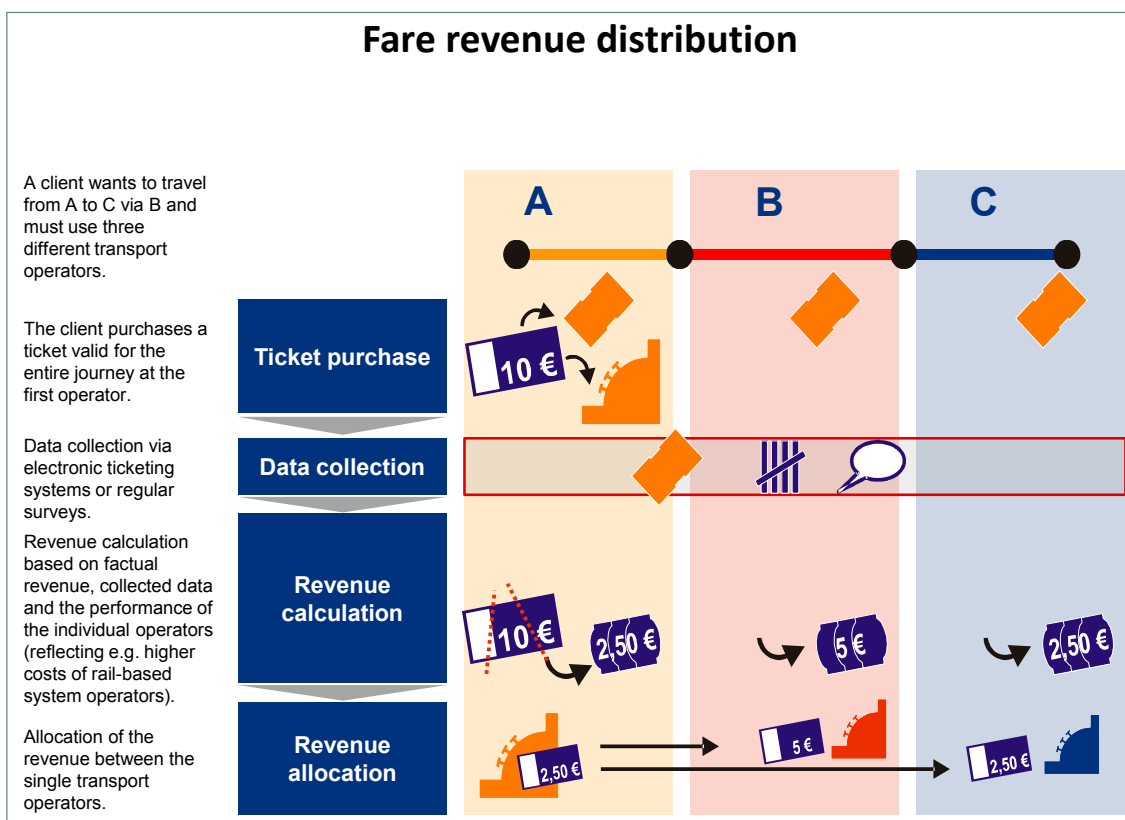 Fare revenue distribution
A client wants to travel
from A to C via B and
must use three
different transport
operators.
A
B
C
The client purchases a
ticket valid for the
entire journey at the
first operator.
Ticket purchase
10 €
Data collection via
electronic ticketing
systems or regular
surveys.
Data collection
Revenue calculation
based on factual
revenue, collected data
and the performance of
the individual operators
(reflecting e.g. higher
costs of rail-based
system operators).
Revenue
calculation
10 €
2,50 €
5 €
2,50 €
Allocation of the
revenue between the
single transport
operators.
Revenue
allocation
2,50 €
5 €
2,50 €